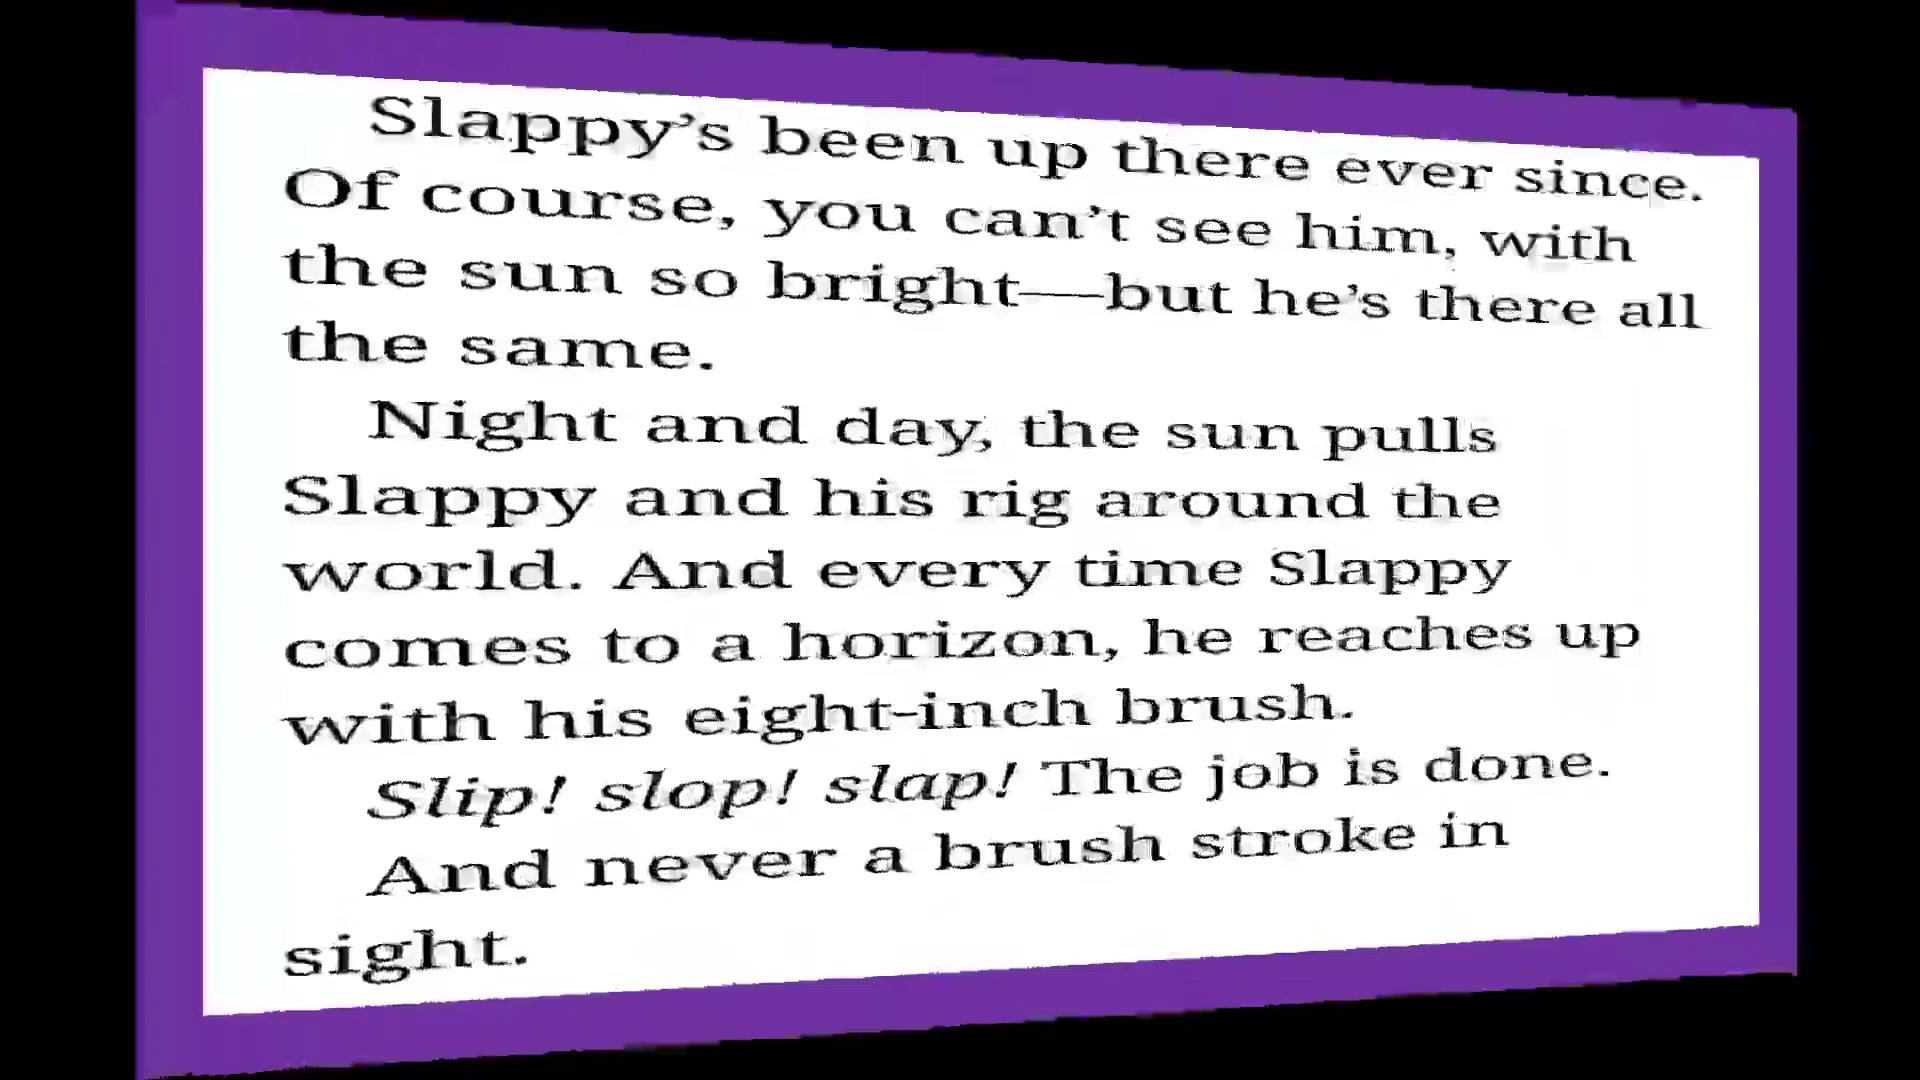 Slappy’s been up there ever since.
Of course, you can’t see him, with
the sun so bright—but he’s there all
the same.
Night and day, the sun pulls
Slappy and his rig around the
world. And every time Slappy
comes to a horizon, he reaches up
with his eight-inch brush.
Slip! slop! slap! The job is done.
And never a brush stroke in
sight.